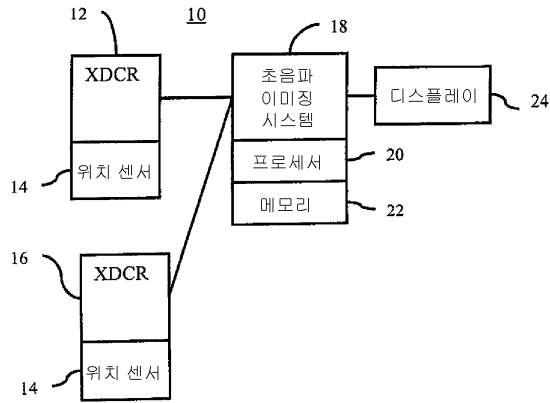 10
12
XDCR
위치 센서
14
18
초음파
이미징
시스템
프로세서
20
메모리
22
디스플레이
24
16
XDCR
위치 센서
14